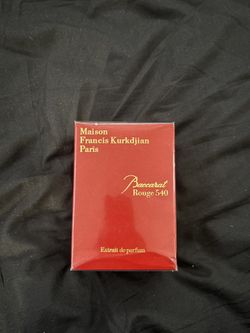 Maison
Francis Kurkdjian
Paris
Baccarat
Rouge 540
Extrait de parfum